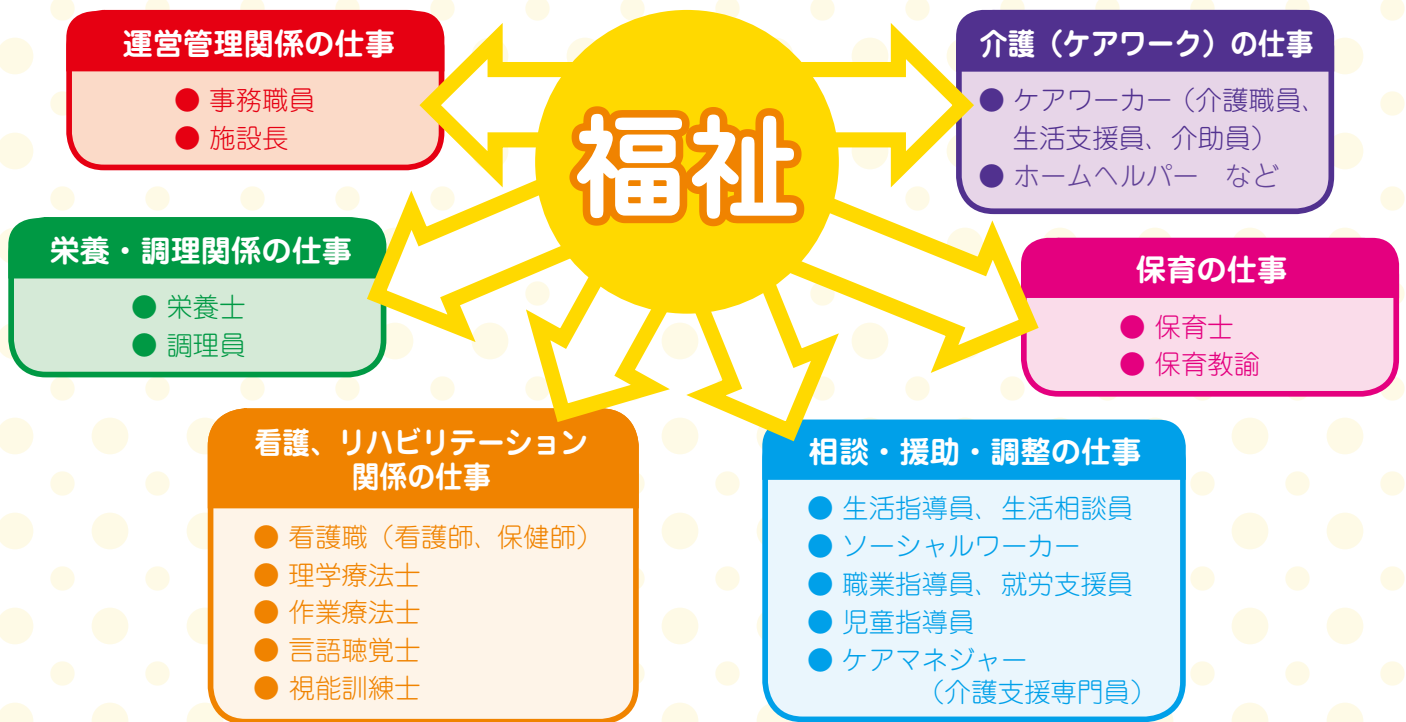 福祉
運営管理関係の仕事
● 事務職員
● 施設長
介護（ケアワーク）の仕事
● ケアワーカー（介護職員、
生活支援員、介助員）
● ホームヘルパー　など
栄養・調理関係の仕事
● 栄養士
● 調理員
保育の仕事
● 保育士
● 保育教諭
看護、リハビリテーション
関係の仕事
● 看護職（看護師、保健師）
● 理学療法士
● 作業療法士
● 言語聴覚士
● 視能訓練士
相談・援助・調整の仕事
● 生活指導員、生活相談員
● ソーシャルワーカー
● 職業指導員、就労支援員
● 児童指導員
● ケアマネジャー
（介護支援専門員）